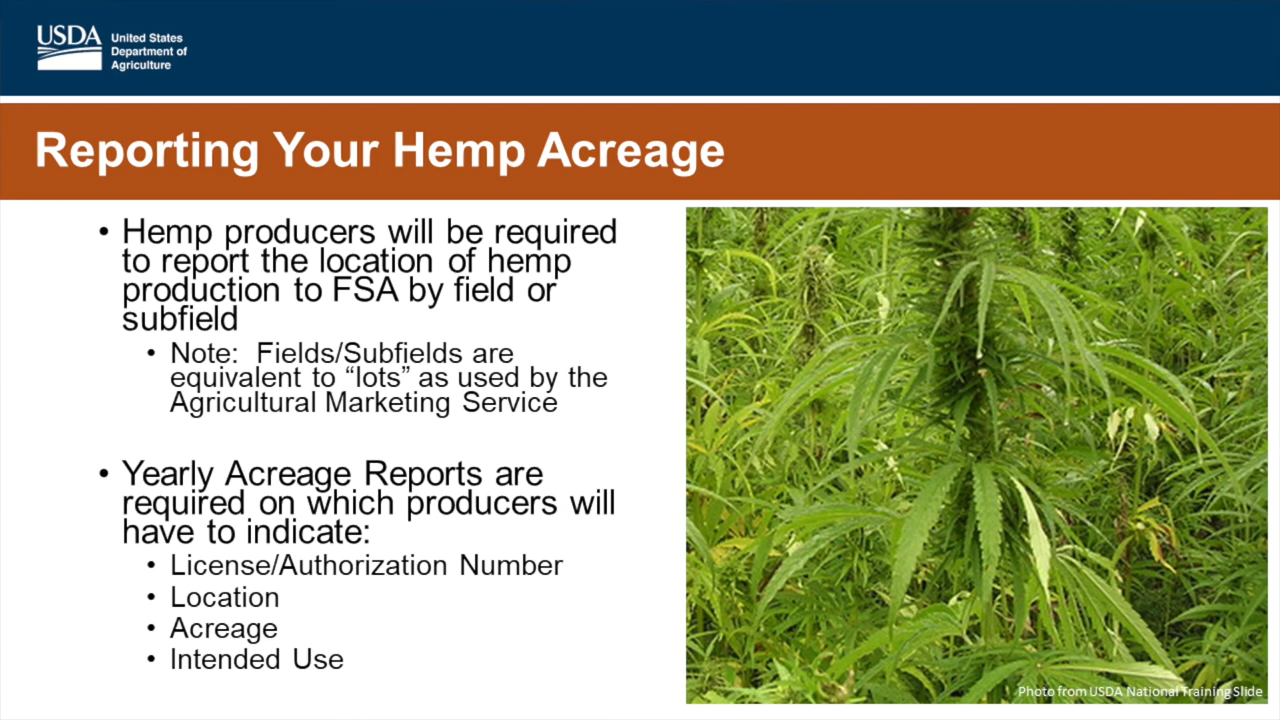 USDA
United States
Department of
Agriculture
Reporting Your Hemp Acreage
• Hemp producers will be required
to report the location of hemp
production to FSA by field or
subfield
• Note: Fields/Subfields are
equivalent to “lots” as used by the
Agricultural Marketing Service
• Yearly Acreage Reports are
required on which producers will
have to indicate:
• License/Authorization Number
• Location
• Acreage
• Intended Use
Photo from USDA National Training Slide